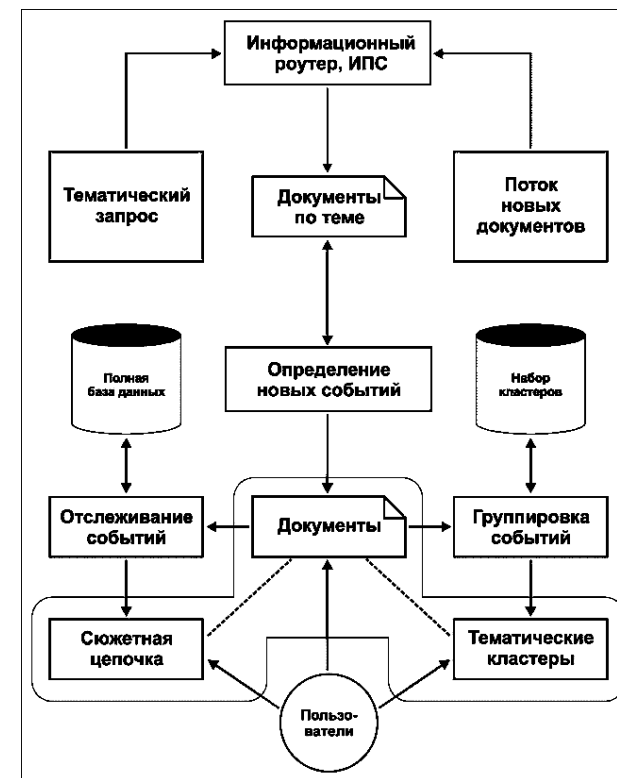 Информационный
роутер, ИПС
Тематический
запрос
Документы
по теме
Поток
новых
документов
Полная
база данных
Определение
новых событий
Набор
кластеров
Отслеживание
событий
Документы
Группировка
событий
Сюжетная
цепочка
Тематические
кластеры
Пользо-
ватели